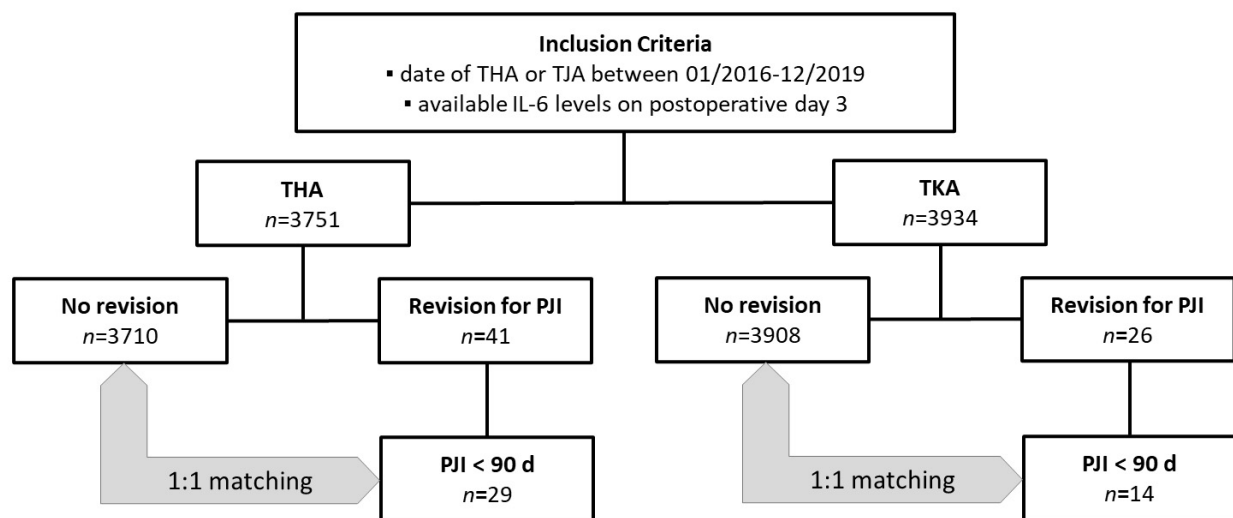 Inclusion Criteria
▪ date of THA or TJA between 01/2016-12/2019
▪ available IL-6 levels on postoperative day 3
THA
n=3751
TKA
n=3934
No revision
n=3710
Revision for PJI
n=41
No revision
n=3908
Revision for PJI
n=26
1:1 matching
PJI < 90 d
n=29
1:1 matching
PJI < 90 d
n=14